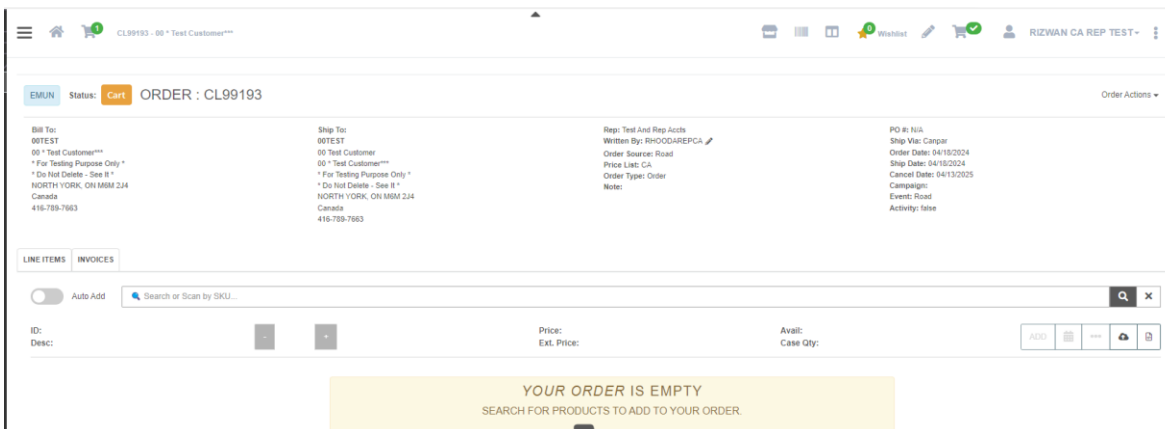 1
CL99193 - 00 * Test Customer***
0
Wishlist
RIZWAN CA REP TEST
EMUN
Status:
Cart
ORDER : CL99193
Order Actions
Bill To:
00TEST
00 * Test Customer***
* For Testing Purpose Only *
* Do Not Delete - See It *
NORTH YORK, ON M6M 2J4
Canada
416-789-7663
Ship To:
00TEST
00 Test Customer
00 * Test Customer***
* For Testing Purpose Only *
* Do Not Delete - See It *
NORTH YORK, ON M6M 2J4
Canada
416-789-7663
Rep: Test And Rep Accts
Written By: RHOODAREPCA
Order Source: Road
Price List: CA
Order Type: Order
Note:
PO #: N/A
Ship Via: Canpar
Order Date: 04/18/2024
Ship Date: 04/18/2024
Cancel Date: 04/13/2025
Campaign:
Event: Road
Activity: false
LINE ITEMS
INVOICES
Auto Add
Search or Scan by SKU...
ID:
Desc:
-
+
Price:
Ext. Price:
Avail:
Case Qty:
ADD
YOUR ORDER IS EMPTY
SEARCH FOR PRODUCTS TO ADD TO YOUR ORDER.